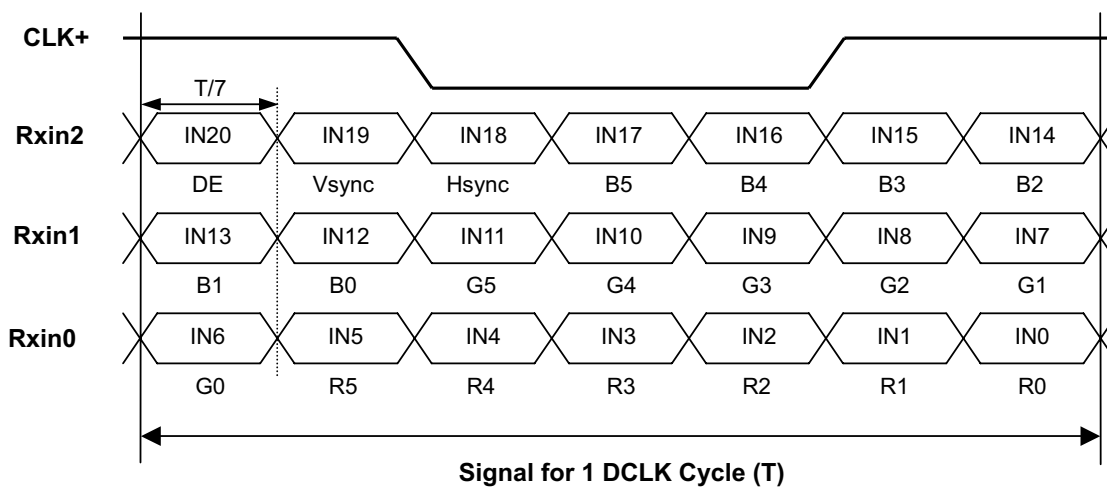 CLK+
T/7
Rxin2 IN20 IN19 IN18 IN17 IN16 IN15 IN14
DE Vsync Hsync B5 B4 B3 B2
Rxin1 IN13 IN12 IN11 IN10 IN9 IN8 IN7
B1 B0 G5 G4 G3 G2 G1
Rxin0 IN6 IN5 IN4 IN3 IN2 IN1 IN0
G0 R5 R4 R3 R2 R1 R0
Signal for 1 DCLK Cycle (T)